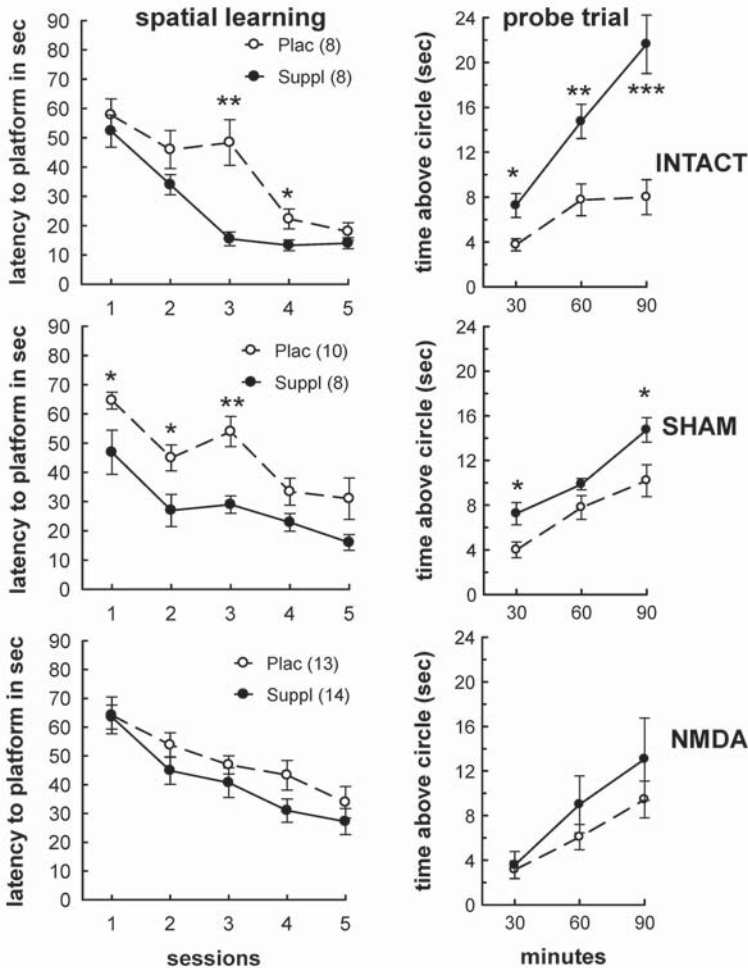 spatial learning
latency to platform in sec
90
80
70
60
50
40
30
20
10
0
Plac (8)
Suppl (8)
**
*
1 2 3 4 5
probe trial
time above circle (sec)
24
20
16
12
8
4
0
*
**
***
INTACT
30 60 90
latency to platform in sec
90
80
70
60
50
40
30
20
10
0
Plac (10)
Suppl (8)
*
*
**
1 2 3 4 5
time above circle (sec)
24
20
16
12
8
4
0
*
*
SHAM
30 60 90
latency to platform in sec
90
80
70
60
50
40
30
20
10
0
Plac (13)
Suppl (14)
1 2 3 4 5
sessions
time above circle (sec)
24
20
16
12
8
4
0
NMDA
30 60 90
minutes